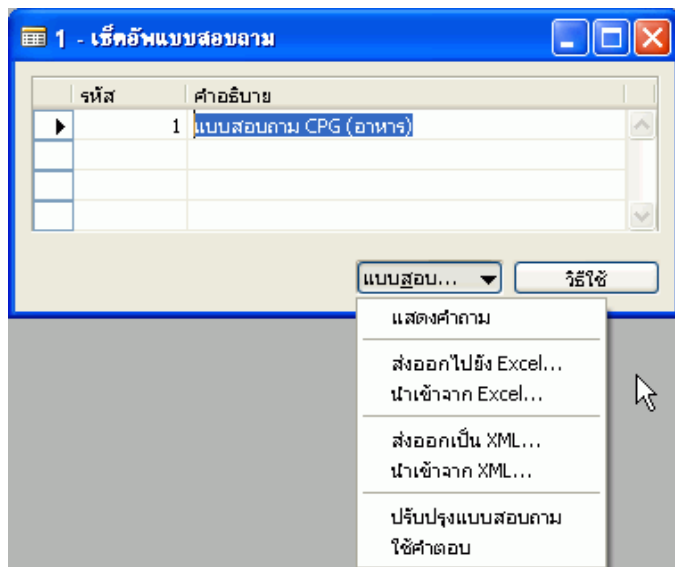 1 - เช็คอัพแบบสอบถาม
รหัส คำอธิบาย
1 แบบสอบถาม CPG (อาหาร)
แบบสอบ... วิธีใช้
แสดงคำถาม
ส่งออกไปยัง Excel...
นำเข้าจาก Excel...
ส่งออกเป็น XML...
นำเข้าจาก XML...
ปรับปรุงแบบสอบถาม
ใช้คำตอบ